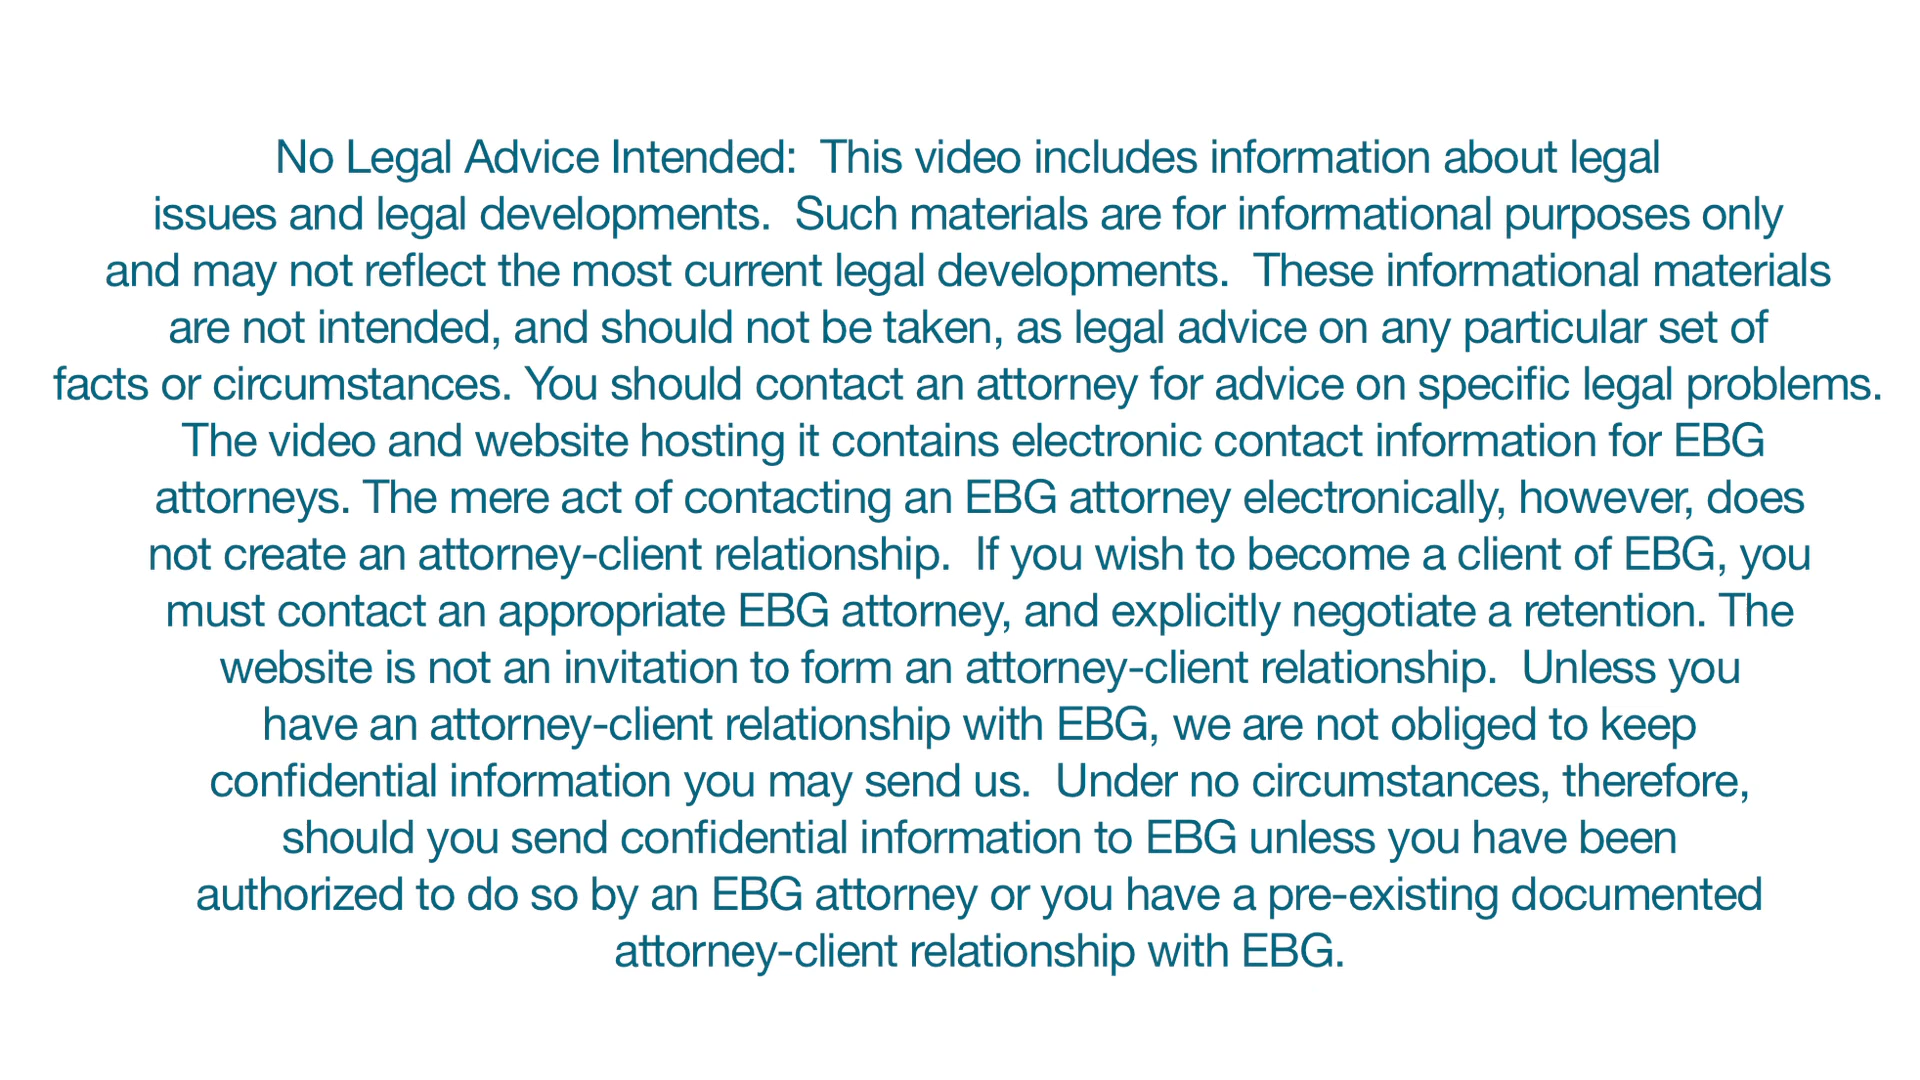 No Legal Advice Intended:  This video includes information about legal
issues and legal developments.  Such materials are for informational purposes only
and may not reflect the most current legal developments.  These informational materials
are not intended, and should not be taken, as legal advice on any particular set of
facts or circumstances. You should contact an attorney for advice on specific legal problems.
The video and website hosting it contains electronic contact information for EBG
attorneys. The mere act of contacting an EBG attorney electronically, however, does
not create an attorney-client relationship.  If you wish to become a client of EBG, you
must contact an appropriate EBG attorney, and explicitly negotiate a retention. The
website is not an invitation to form an attorney-client relationship.  Unless you
have an attorney-client relationship with EBG, we are not obliged to keep
confidential information you may send us.  Under no circumstances, therefore,
should you send confidential information to EBG unless you have been
authorized to do so by an EBG attorney or you have a pre-existing documented
attorney-client relationship with EBG.